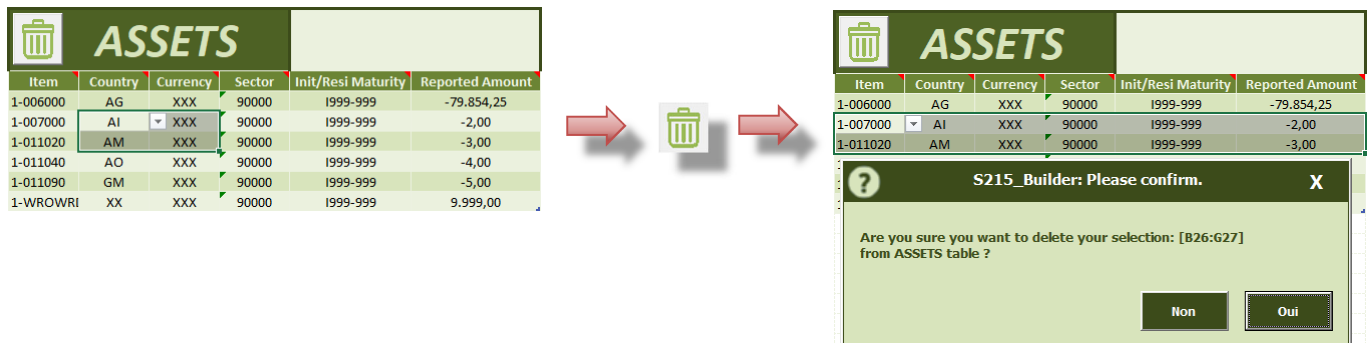 ASSETS
Item Country Currency Sector Init/Resi Maturity Reported Amount
1-006000 AG XXX 90000 I999-999 -79.854,25
1-007000 AI XXX 90000 I999-999 -2,00
1-011020 AM XXX 90000 I999-999 -3,00
1-011040 AO XXX 90000 I999-999 -4,00
1-011090 GM XXX 90000 I999-999 -5,00
1-WROWRI XX XXX 90000 I999-999 9.999,00
ASSETS
Item Country Currency Sector Init/Resi Maturity Reported Amount
1-006000 AG XXX 90000 I999-999 -79.854,25
1-007000 AI XXX 90000 I999-999 -2,00
1-011020 AM XXX 90000 I999-999 -3,00
? S215_Builder: Please confirm. X
Are you sure you want to delete your selection: [B26:G27]
from ASSETS table ?
Non Oui